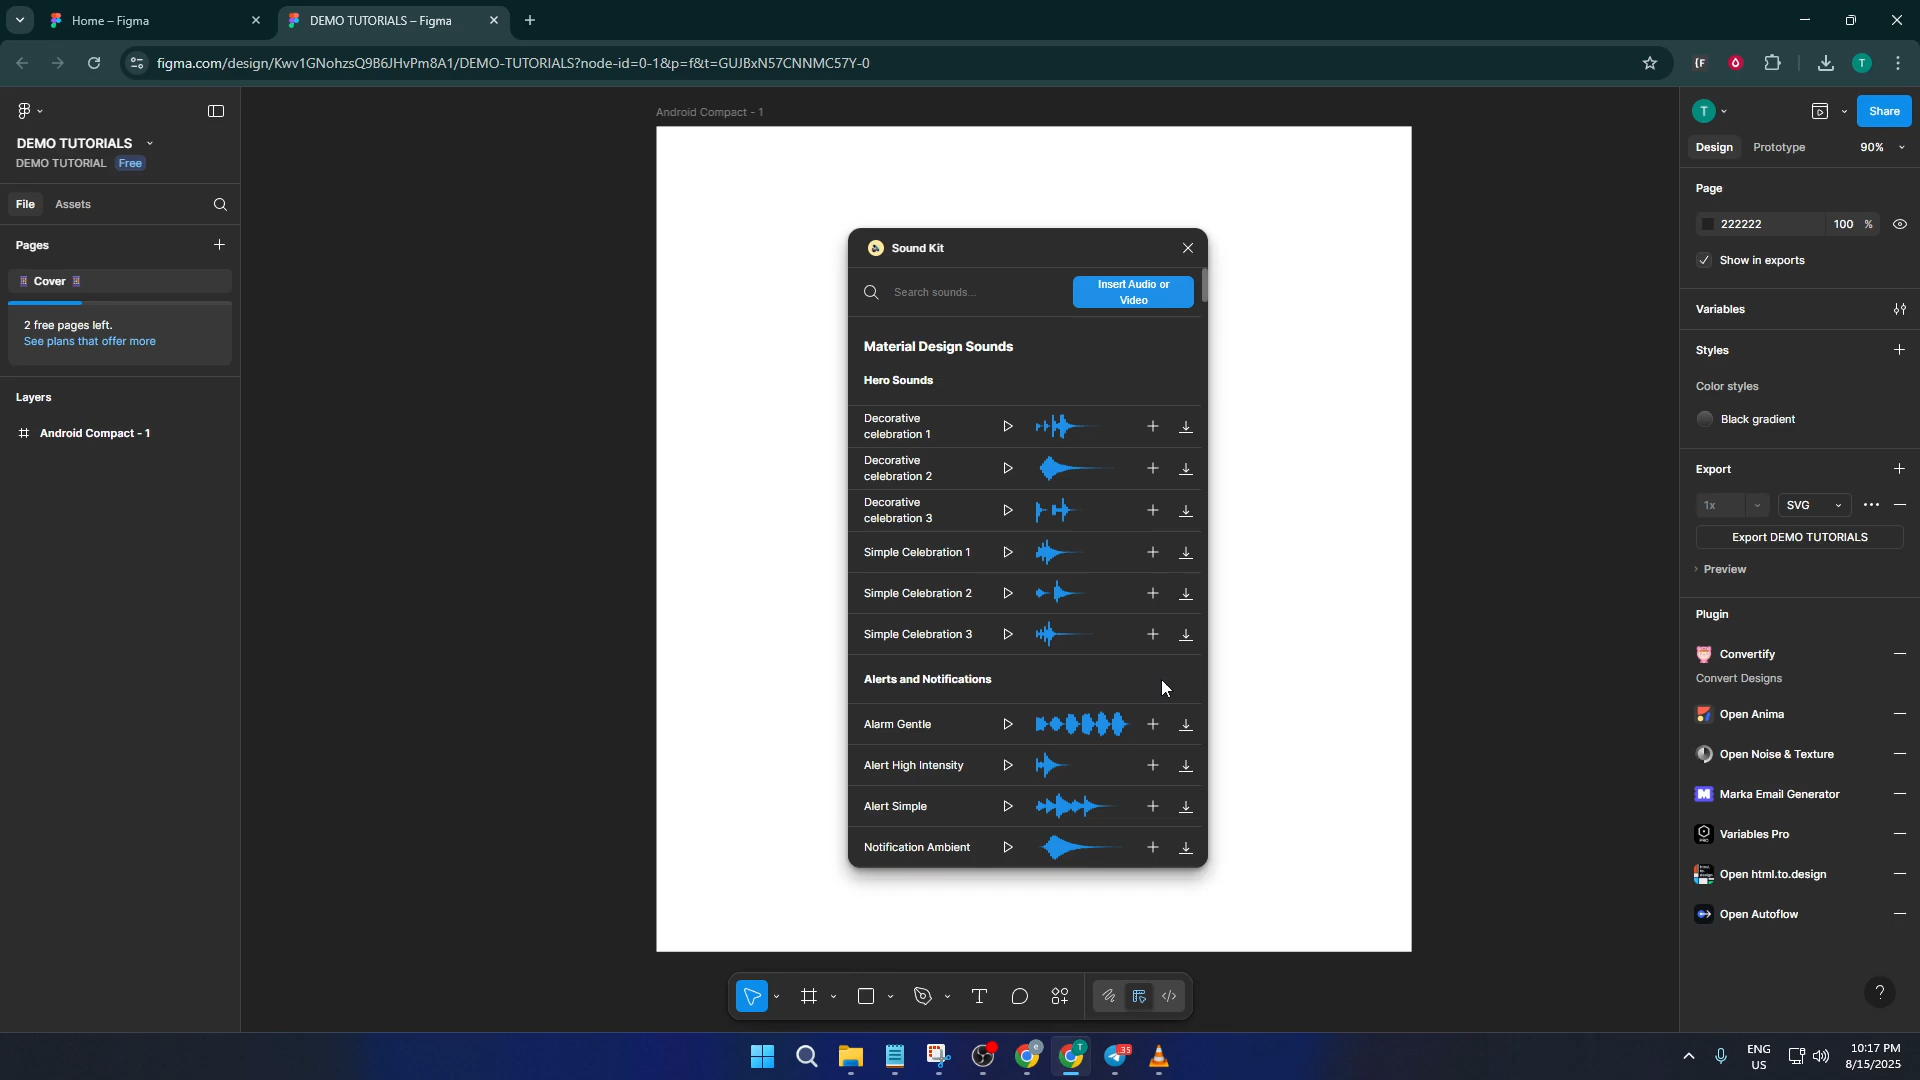 Home – Figma
DEMO TUTORIALS – Figma
figma.com/design/Kwv1GNohzsQ9B6JHvPm8A1/DEMO-TUTORIALS?node-id=0-1&p=f&t=GUJBxN57CNNMC57Y-0
DEMO TUTORIALS
DEMO TUTORIAL Free
File Assets
Pages
Cover
2 free pages left.
See plans that offer more
Layers
Android Compact - 1
Android Compact - 1
Sound Kit
Search sounds...
Insert Audio or
Video
Material Design Sounds
Hero Sounds
Decorative
celebration 1
Decorative
celebration 2
Decorative
celebration 3
Simple Celebration 1
Simple Celebration 2
Simple Celebration 3
Alerts and Notifications
Alarm Gentle
Alert High Intensity
Alert Simple
Notification Ambient
T
Share
Design Prototype 90%
Page
222222 100 %
Show in exports
Variables
Styles
Color styles
Black gradient
Export
1x SVG
Export DEMO TUTORIALS
Preview
Plugin
Convertify
Convert Designs
Open Anima
Open Noise & Texture
Marka Email Generator
Variables Pro
Open html.to.design
Open Autoflow
?
35
ENG
US
10:17 PM
8/15/2025